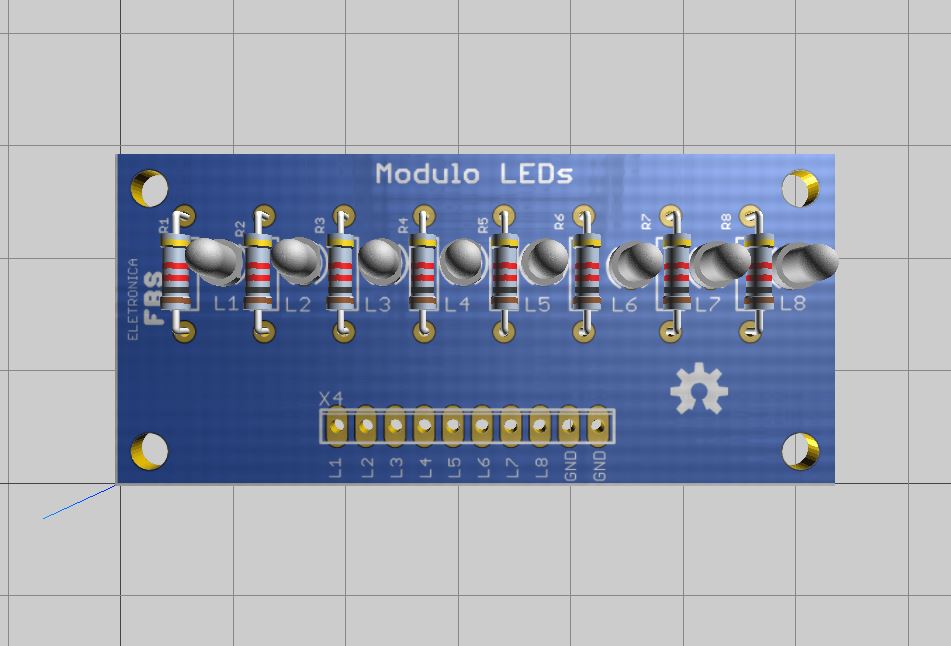 Modulo LEDs
R1 R2 R3 R4 R5 R6 R7 R8
ELETRONICA
FBS
L1 L2 L3 L4 L5 L6 L7 L8
X4
L1 L2 L3 L4 L5 L6 L7 L8 GND GND